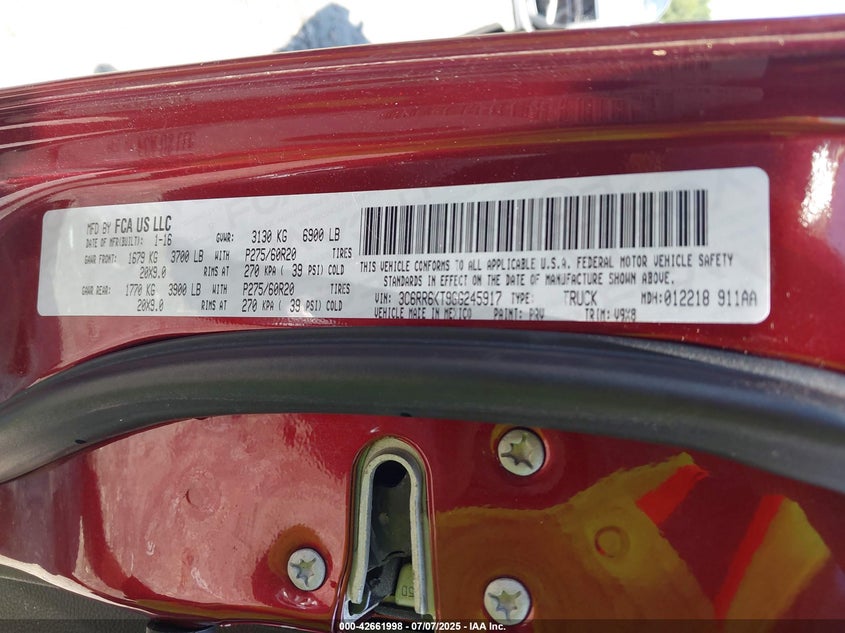 MFD BY FCA US LLC
DATE OF MFR(BUILT): 1-16 GVWR: 3130 KG 6900 LB
GAWR FRONT: 1679 KG 3700 LB WITH P275/60R20 TIRES
20X9.0 RIMS AT 270 KPA ( 39 PSI) COLD
GAWR REAR: 1770 KG 3900 LB WITH P275/60R20 TIRES
20X9.0 RIMS AT 270 KPA ( 39 PSI) COLD
THIS VEHICLE CONFORMS TO ALL APPLICABLE U.S.A. FEDERAL MOTOR VEHICLE SAFETY
STANDARDS IN EFFECT ON THE DATE OF MANUFACTURE SHOWN ABOVE.
VIN: 3C6RR6KT9CG245917 TYPE: TRUCK MDH: 012218 911AA
VEHICLE MADE IN MEXICO PAINT: PRV TRIM: V9X8
000-42661998 - 07/07/2025 - IAA Inc.